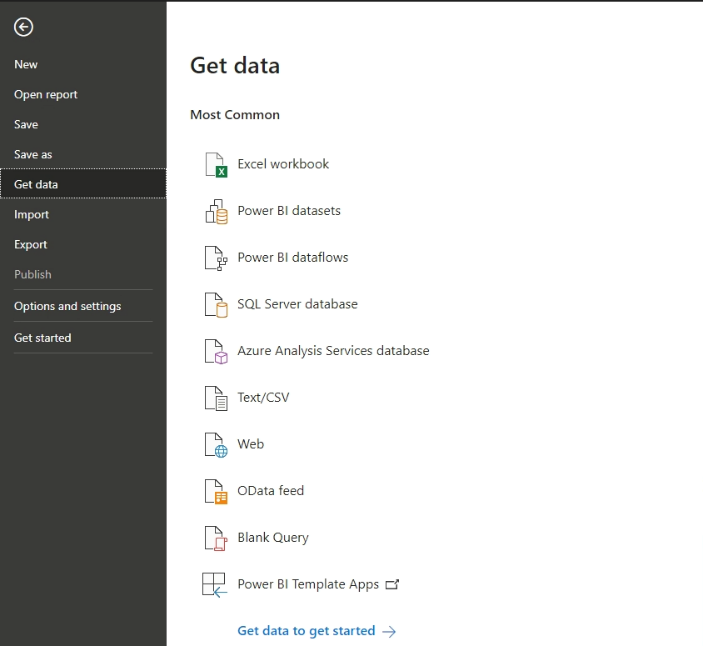 New
Open report
Save
Save as
Get data
Import
Export
Publish
Options and settings
Get started
Get data
Most Common
Excel workbook
Power BI datasets
Power BI dataflows
SQL Server database
Azure Analysis Services database
Text/CSV
Web
OData feed
Blank Query
Power BI Template Apps
Get data to get started